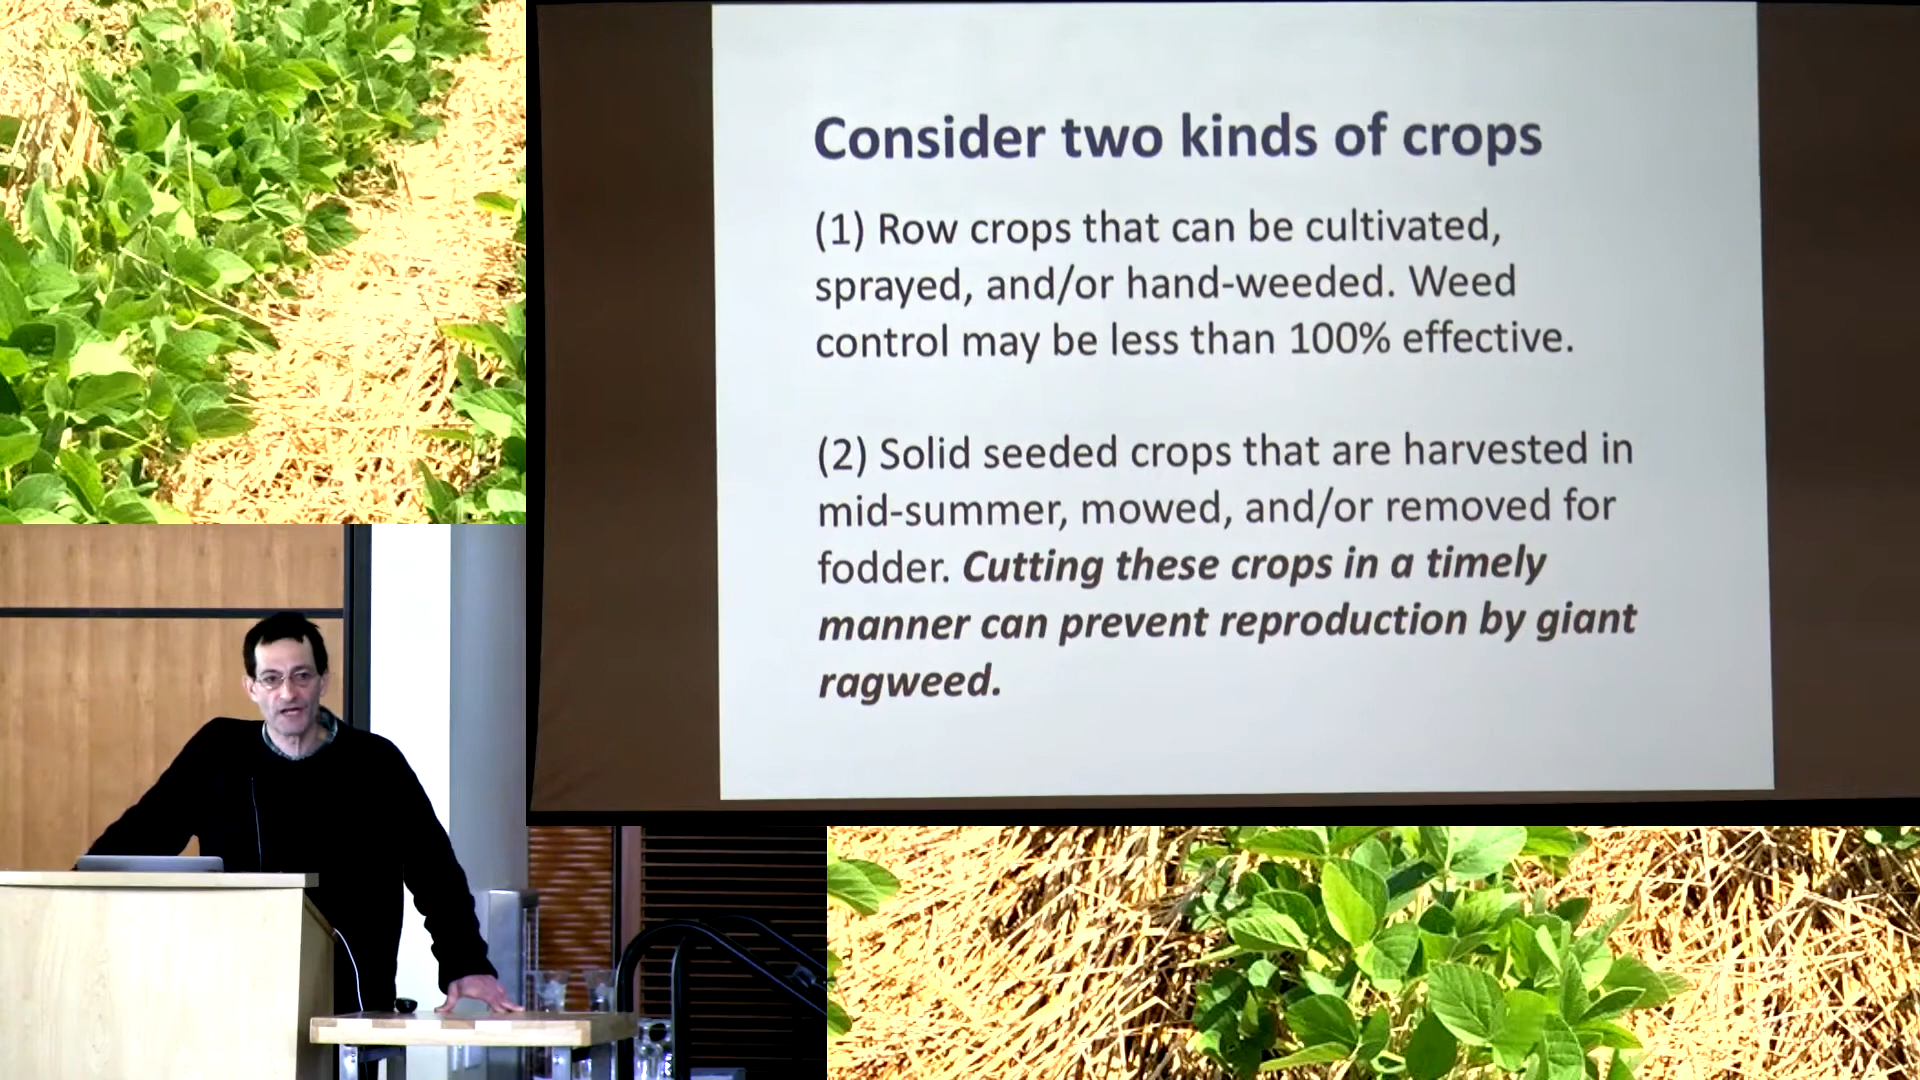 Consider two kinds of crops
(1) Row crops that can be cultivated,
sprayed, and/or hand-weeded. Weed
control may be less than 100% effective.
(2) Solid seeded crops that are harvested in
mid-summer, mowed, and/or removed for
fodder. Cutting these crops in a timely
manner can prevent reproduction by giant
ragweed.